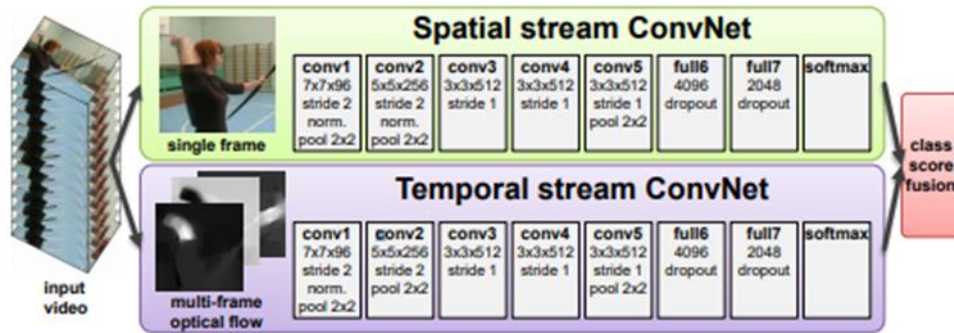 Spatial stream ConvNet
conv1
7x7x96
stride 2
norm.
pool 2x2
conv2
5x5x256
stride 2
norm.
pool 2x2
conv3
3x3x512
stride 1
conv4
3x3x512
stride 1
conv5
3x3x512
stride 1
pool 2x2
full6
4096
dropout
full7
2048
dropout
softmax
single frame
Temporal stream ConvNet
conv1
7x7x96
stride 2
norm.
pool 2x2
conv2
5x5x256
stride 2
pool 2x2
conv3
3x3x512
stride 1
conv4
3x3x512
stride 1
conv5
3x3x512
stride 1
pool 2x2
full6
4096
dropout
full7
2048
dropout
softmax
multi-frame
optical flow
input
video
class
score
fusion